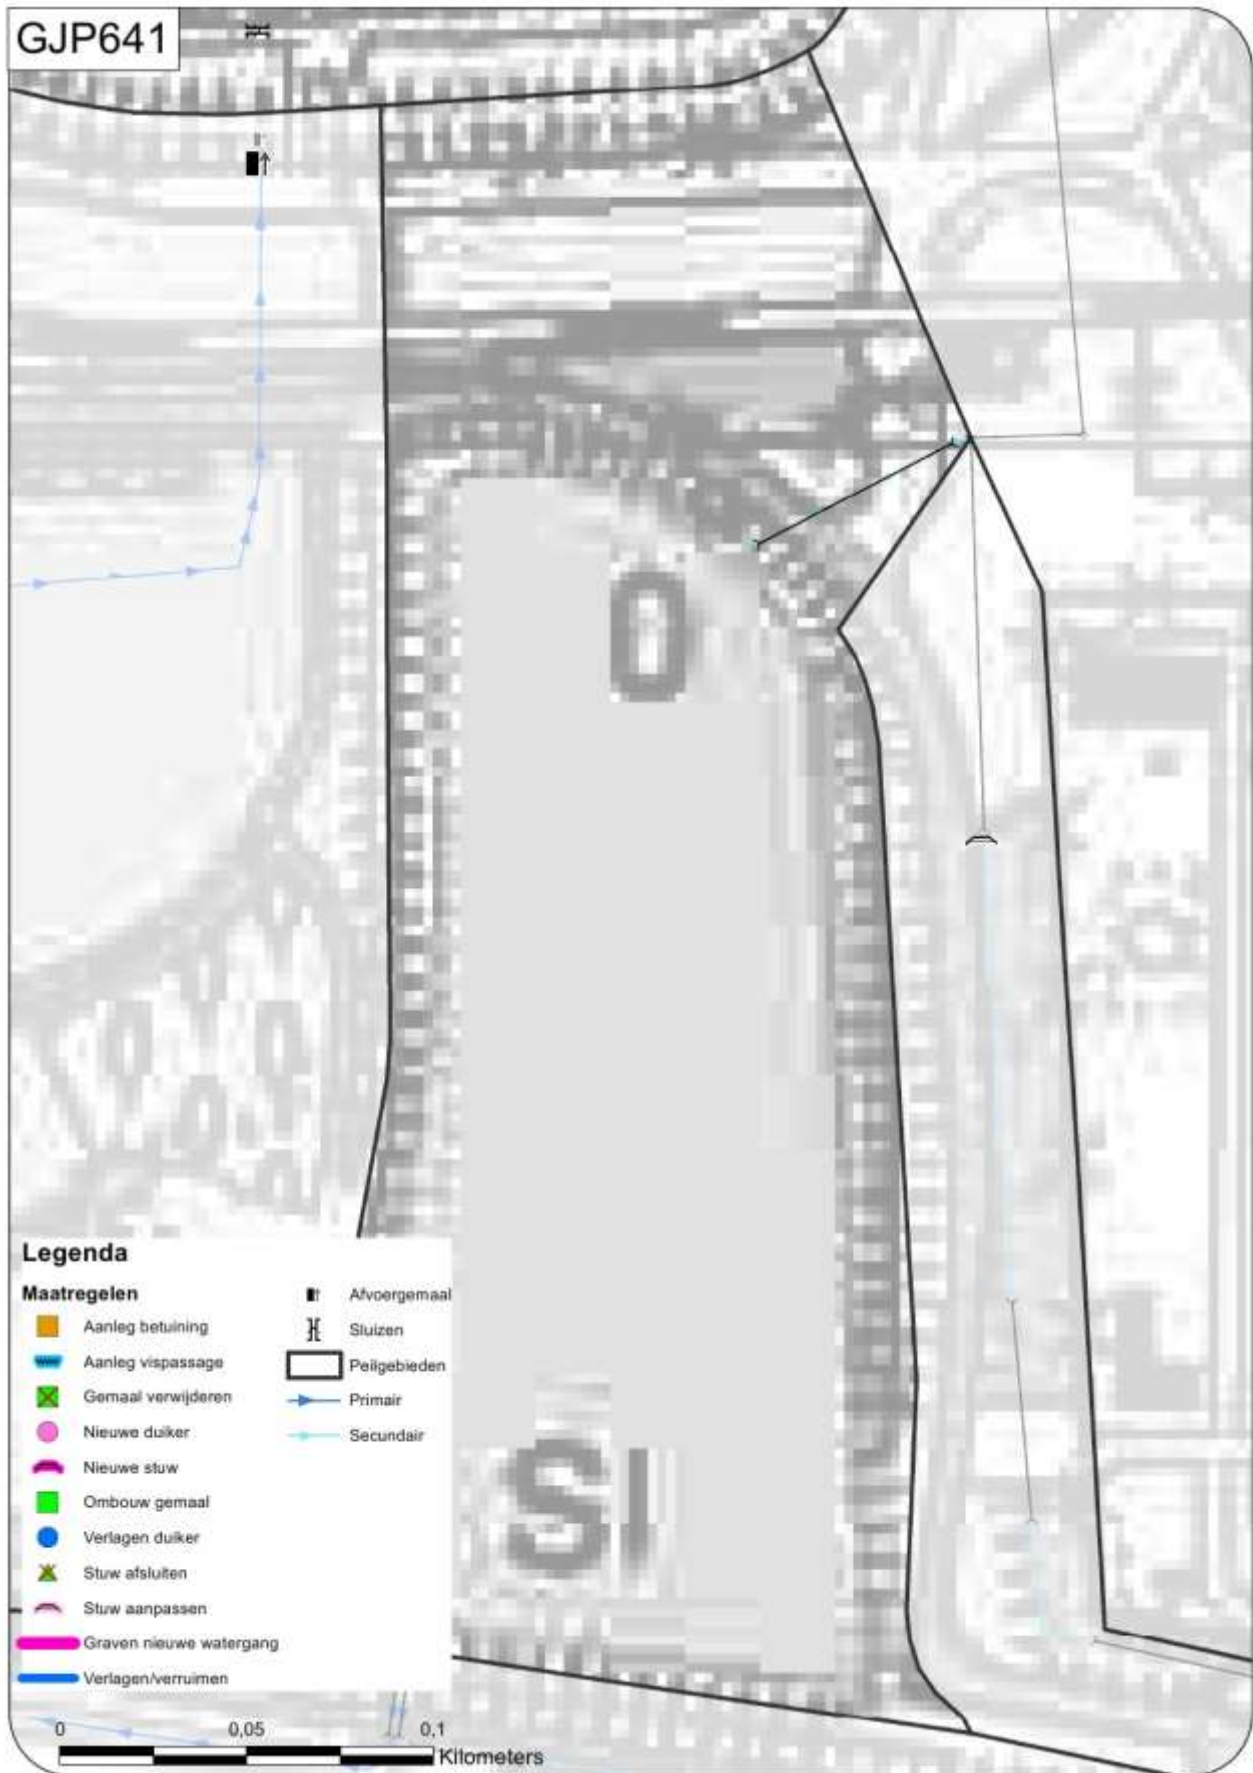 GJP641
0
SI
Legenda
Maatregelen
Aanleg betuining
Aanleg vispassage
Gemaal verwijderen
Nieuwe duiker
Nieuwe stuw
Ombouw gemaal
Verlagen duiker
Stuw afsluiten
Stuw aanpassen
Graven nieuwe watergang
Verlagen/verruimen
Afvoergemaal
Sluizen
Peilgebieden
Primair
Secundair
0 0,05 0,1
Kilometers